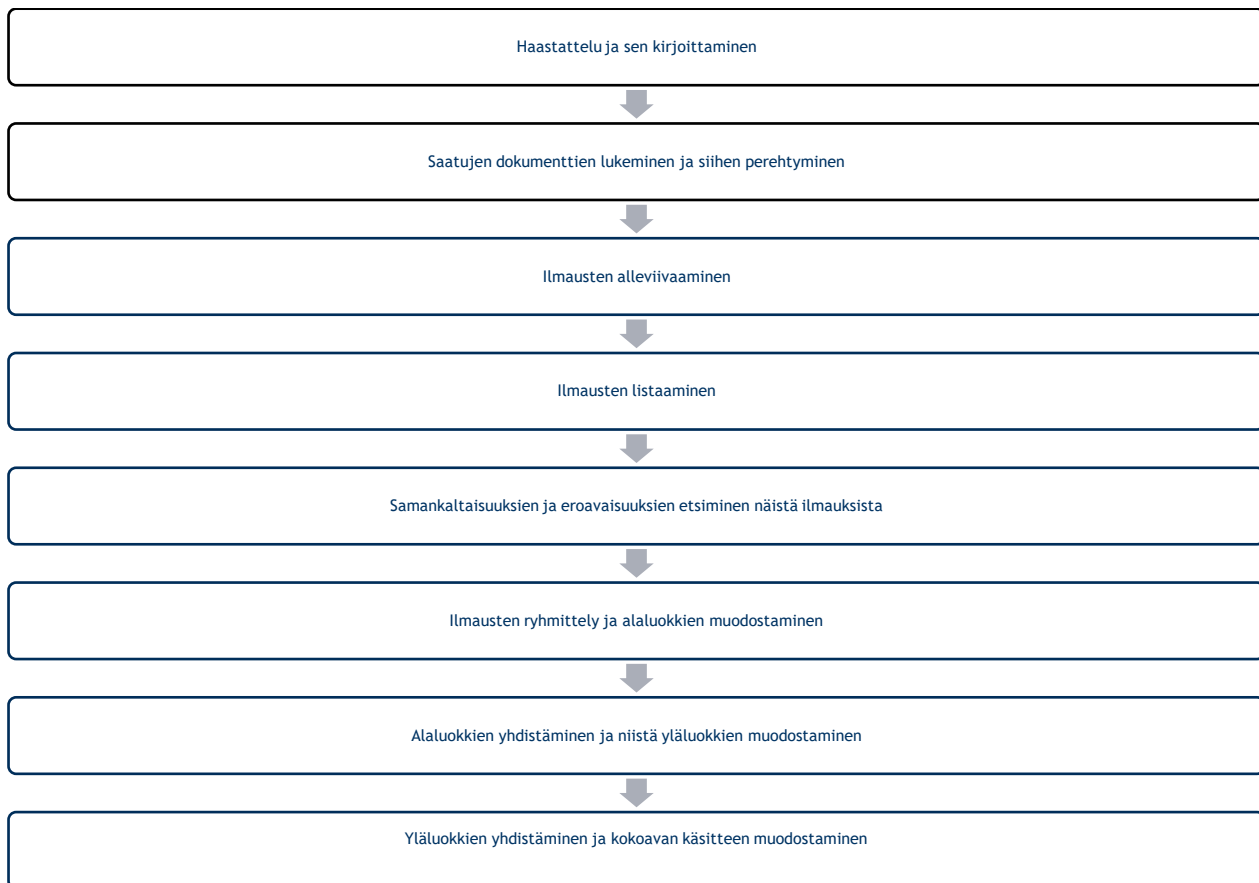 Haastattelu ja sen kirjoittaminen
Saatujen dokumenttien lukeminen ja siihen perehtyminen
Ilmausten alleviivaaminen
Ilmausten listaaminen
Samankaltaisuuksien ja eroavaisuuksien etsiminen näistä ilmauksista
Ilmausten ryhmittely ja alaluokkien muodostaminen
Alaluokkien yhdistäminen ja niistä yläluokkien muodostaminen
Yläluokkien yhdistäminen ja kokoavan käsitteen muodostaminen